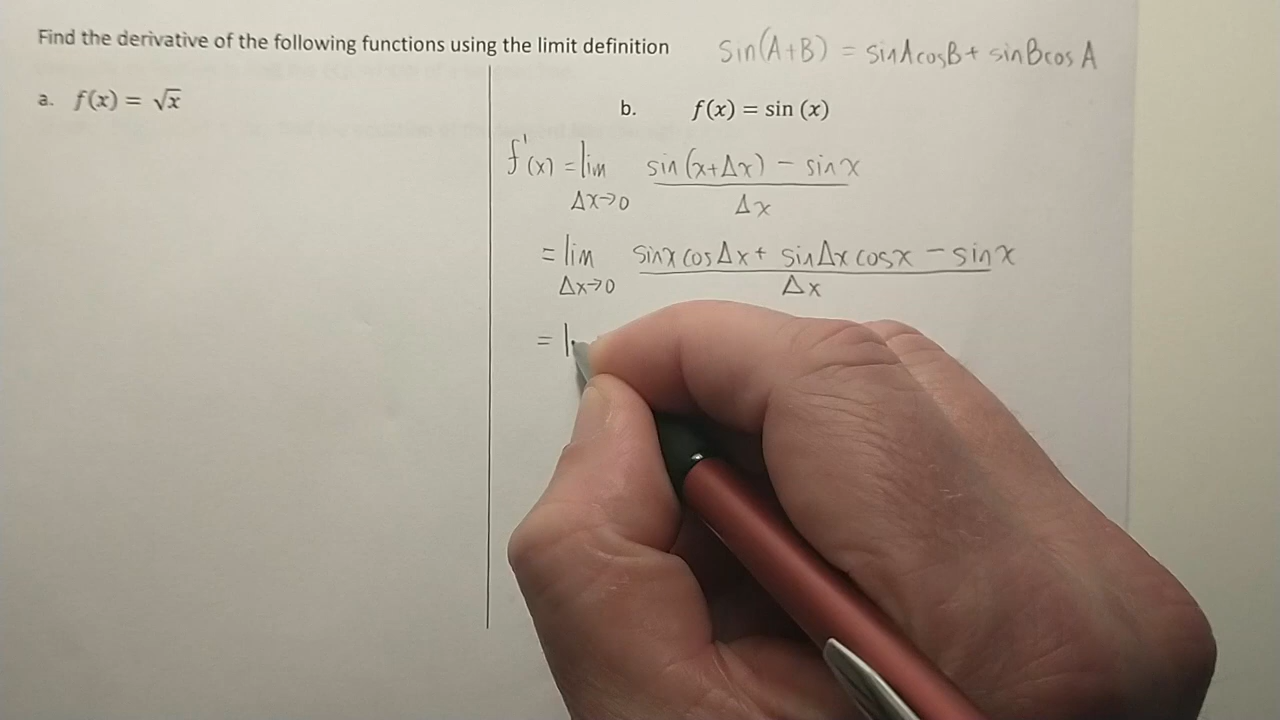 Find the derivative of the following functions using the limit definition
sin(A+B) = sinAcosB + sinBcosA
a. f(x) = √x
b. f(x) = sin (x)
f'(x) = lim sin(x+Δx) - sinx
Δx→0 Δx
= lim sinx cosΔx + sinΔx cosx - sinx
Δx→0 Δx
=